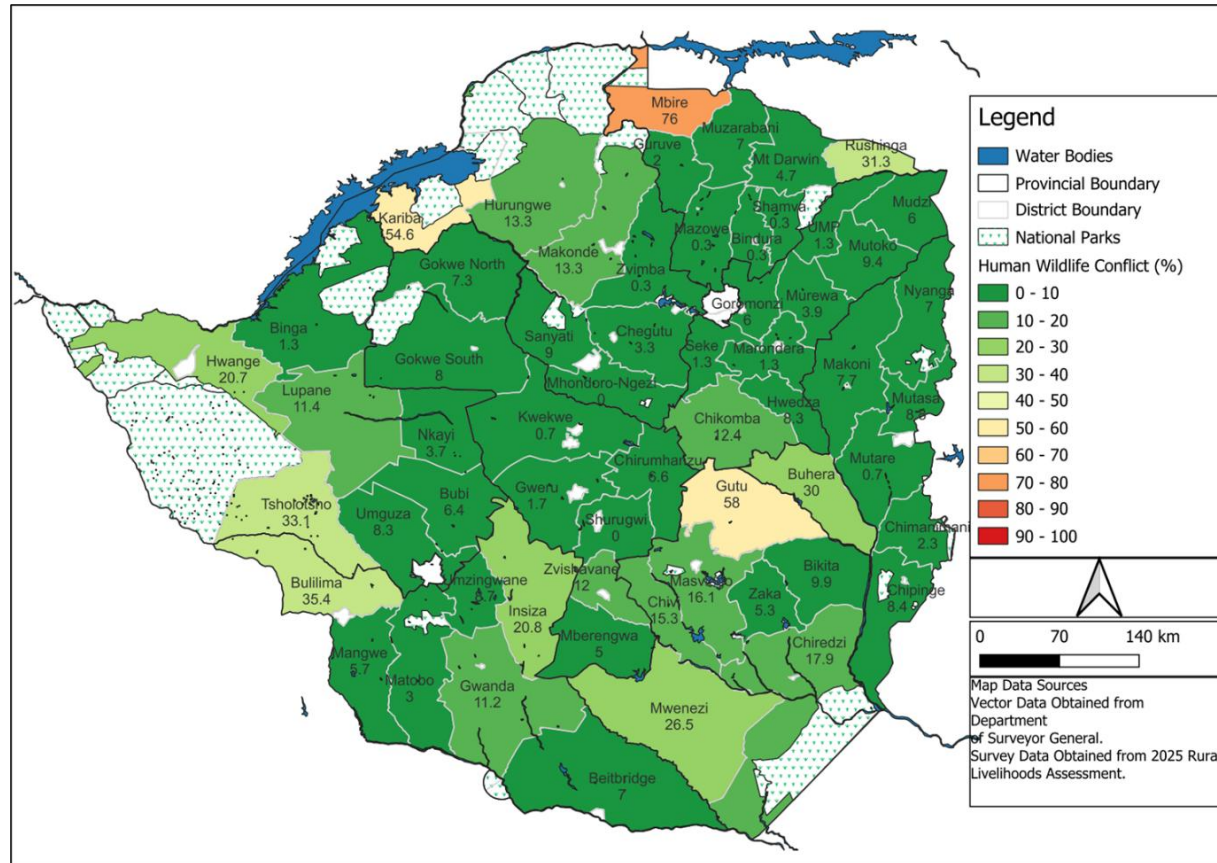 Mbire
76
Muzarabani
7
Guruve
2
Mt Darwin
4.7
Rushinga
31.3
Kariba
54.6
Hurungwe
13.3
Makonde
13.3
Zvimba
0.3
Mazowe
0.3
Bindura
0.3
Shamva
0.3
UMP
1.3
Mudzi
6
Mutoko
9.4
Gokwe North
7.3
Binga
1.3
Hwange
20.7
Lupane
11.4
Gokwe South
8
Sanyati
9
Chegutu
3.3
Mhondoro-Ngezi
0
Seke
1.3
Goromonzi
6
Murewa
3.9
Marondera
1.3
Nyanga
7
Makoni
7.7
Mutasa
Hwedza
8.3
Chikomba
12.4
Nkayi
3.7
Kwekwe
0.7
Chirumhanzu
6.6
Gweru
1.7
Shurugwi
0
Gutu
58
Buhera
30
Mutare
0.7
Chimanimani
2.3
Chipinge
8.4
Tsholotsho
33.1
Umguza
8.3
Bubi
6.4
Bulilima
35.4
Umzingwane
Insiza
20.8
Zvishavane
12
Masvingo
16.1
Chivi
15.3
Zaka
5.3
Bikita
9.9
Chiredzi
17.9
Mberengwa
5
Mangwe
5.7
Matobo
3
Gwanda
11.2
Mwenezi
26.5
Beitbridge
7
Legend
Water Bodies
Provincial Boundary
District Boundary
National Parks
Human Wildlife Conflict (%)
0 - 10
10 - 20
20 - 30
30 - 40
40 - 50
50 - 60
60 - 70
70 - 80
80 - 90
90 - 100
0 70 140 km
Map Data Sources
Vector Data Obtained from
Department
of Surveyor General.
Survey Data Obtained from 2025 Rura
Livelihoods Assessment.